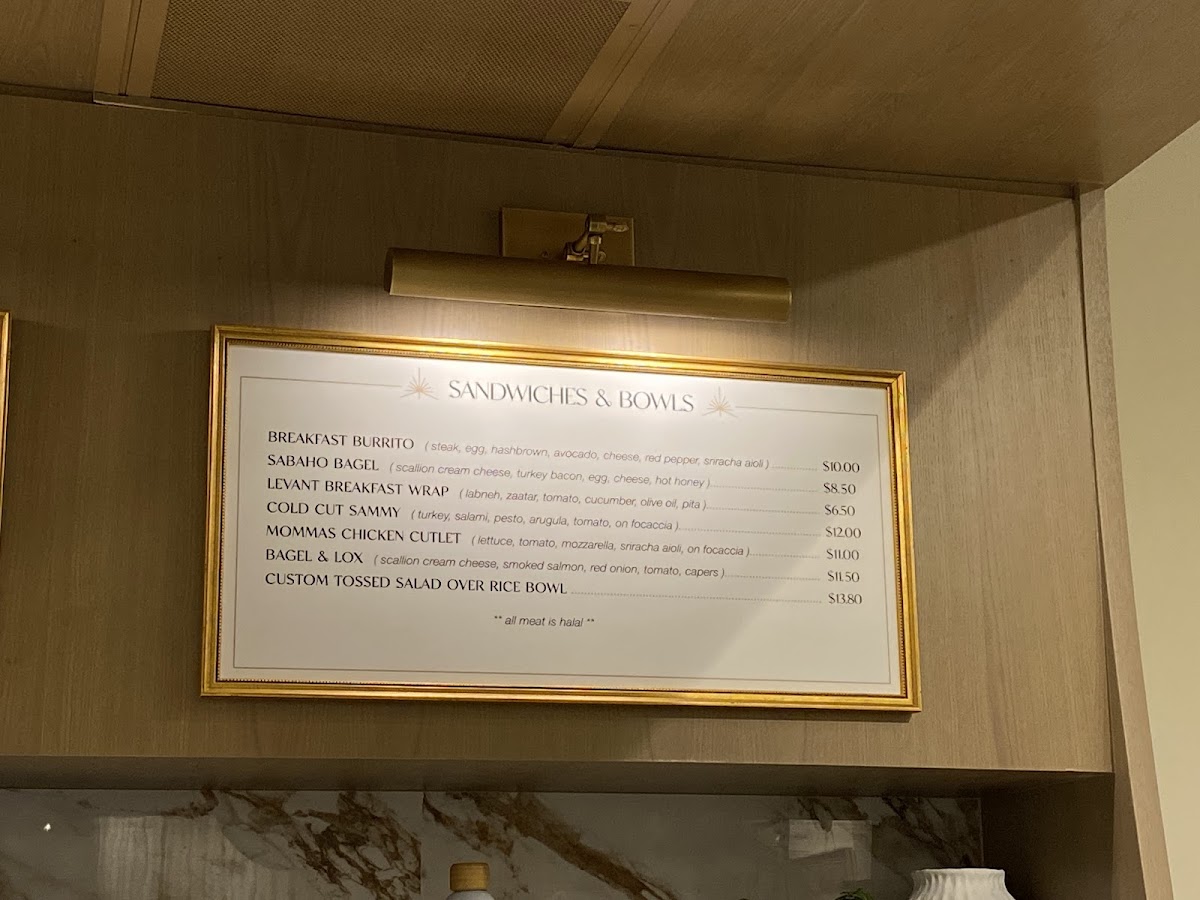 SANDWICHES & BOWLS
BREAKFAST BURRITO (steak, egg, hashbrown, avocado, cheese, red pepper, sriracha aioli) $10.00
SABAHO BAGEL (scallion cream cheese, turkey bacon, egg, cheese, hot honey) $8.50
LEVANT BREAKFAST WRAP (labneh, zaatar, tomato, cucumber, olive oil, pita) $6.50
COLD CUT SAMMY (turkey, salami, pesto, arugula, tomato, on focaccia) $12.00
MOMMAS CHICKEN CUTLET (lettuce, tomato, mozzarella, sriracha aioli, on focaccia) $11.00
BAGEL & LOX (scallion cream cheese, smoked salmon, red onion, tomato, capers) $11.50
CUSTOM TOSSED SALAD OVER RICE BOWL $13.80
** all meat is halal **